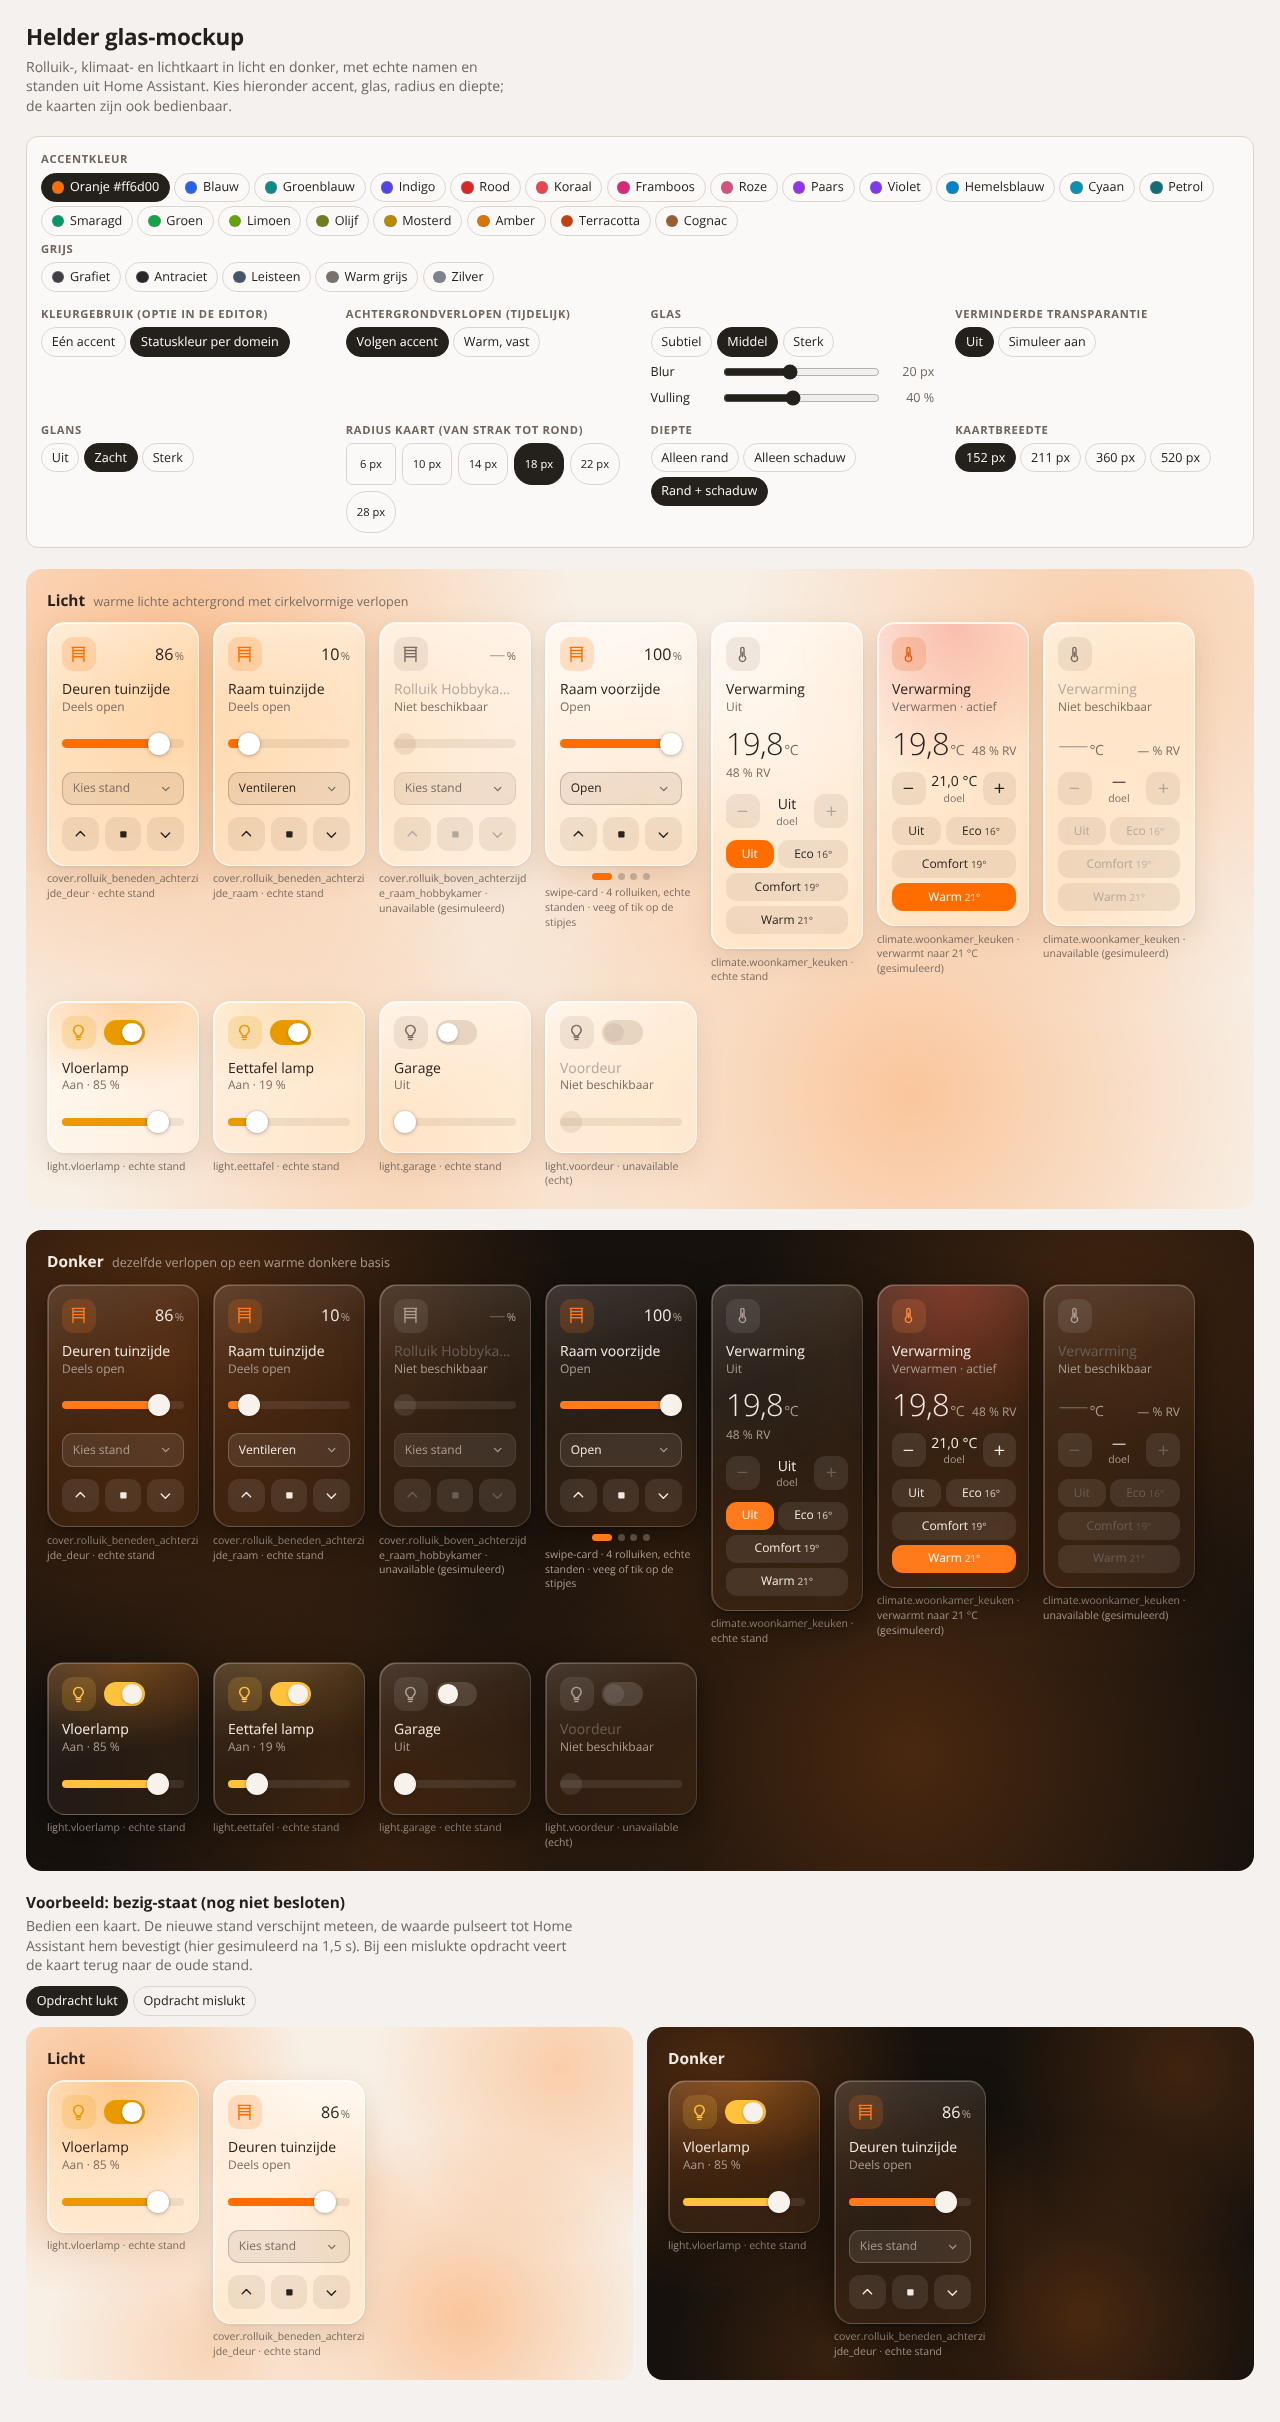 Helder glas-mockup
Rolluik-, klimaat- en lichtkaart in licht en donker, met echte namen en
standen uit Home Assistant. Kies hieronder accent, glas, radius en diepte;
de kaarten zijn ook bedienbaar.
ACCENTKLEUR
Oranje #ff6d00 Blauw Groenblauw Indigo Rood Koraal Framboos Roze Paars Violet Hemelsblauw Cyaan Petrol
Smaragd Groen Limoen Olijf Mosterd Amber Terracotta Cognac
GRIJS
Grafiet Antraciet Leisteen Warm grijs Zilver
KLEURGEBRUIK (OPTIE IN DE EDITOR) ACHTERGRONDVERLOPEN (TIJDELIJK) GLAS VERMINDERDE TRANSPARANTIE
Eén accent Statuskleur per domein Volgen accent Warm, vast Subtiel Middel Sterk Uit Simuleer aan
Blur 20 px
Vulling 40 %
GLANS RADIUS KAART (VAN STRAK TOT ROND) DIEPTE KAARTBREEDTE
Uit Zacht Sterk 6 px 10 px 14 px 18 px 22 px Alleen rand Alleen schaduw 152 px 211 px 360 px 520 px
28 px Rand + schaduw
Licht warme lichte achtergrond met cirkelvormige verlopen
86 %
Deuren tuinzijde
Deels open
Kies stand
cover.rolluik_beneden_achterzi
jde_deur · echte stand
10 %
Raam tuinzijde
Deels open
Ventileren
cover.rolluik_beneden_achterzi
jde_raam · echte stand
— %
Rolluik Hobbyka...
Niet beschikbaar
Kies stand
cover.rolluik_boven_achterzijd
e_raam_hobbykamer ·
unavailable (gesimuleerd)
100 %
Raam voorzijde
Open
Open
swipe-card · 4 rolluiken, echte
standen · veeg of tik op de
stipjes
Verwarming
Uit
19,8 °C
48 % RV
− Uit +
doel
Uit Eco 16°
Comfort 19°
Warm 21°
climate.woonkamer_keuken ·
echte stand
Verwarming
Verwarmen · actief
19,8 °C 48 % RV
− 21,0 °C +
doel
Uit Eco 16°
Comfort 19°
Warm 21°
climate.woonkamer_keuken ·
verwarmt naar 21 °C
(gesimuleerd)
Verwarming
Niet beschikbaar
— °C — % RV
− — +
doel
Uit Eco 16°
Comfort 19°
Warm 21°
climate.woonkamer_keuken ·
unavailable (gesimuleerd)
Vloerlamp
Aan · 85 %
light.vloerlamp · echte stand
Eettafel lamp
Aan · 19 %
light.eettafel · echte stand
Garage
Uit
light.garage · echte stand
Voordeur
Niet beschikbaar
light.voordeur · unavailable
(echt)
Donker dezelfde verlopen op een warme donkere basis
86 %
Deuren tuinzijde
Deels open
Kies stand
cover.rolluik_beneden_achterzi
jde_deur · echte stand
10 %
Raam tuinzijde
Deels open
Ventileren
cover.rolluik_beneden_achterzi
jde_raam · echte stand
— %
Rolluik Hobbyka...
Niet beschikbaar
Kies stand
cover.rolluik_boven_achterzijd
e_raam_hobbykamer ·
unavailable (gesimuleerd)
100 %
Raam voorzijde
Open
Open
swipe-card · 4 rolluiken, echte
standen · veeg of tik op de
stipjes
Verwarming
Uit
19,8 °C
48 % RV
− Uit +
doel
Uit Eco 16°
Comfort 19°
Warm 21°
climate.woonkamer_keuken ·
echte stand
Verwarming
Verwarmen · actief
19,8 °C 48 % RV
− 21,0 °C +
doel
Uit Eco 16°
Comfort 19°
Warm 21°
climate.woonkamer_keuken ·
verwarmt naar 21 °C
(gesimuleerd)
Verwarming
Niet beschikbaar
— °C — % RV
− — +
doel
Uit Eco 16°
Comfort 19°
Warm 21°
climate.woonkamer_keuken ·
unavailable (gesimuleerd)
Vloerlamp
Aan · 85 %
light.vloerlamp · echte stand
Eettafel lamp
Aan · 19 %
light.eettafel · echte stand
Garage
Uit
light.garage · echte stand
Voordeur
Niet beschikbaar
light.voordeur · unavailable
(echt)
Voorbeeld: bezig-staat (nog niet besloten)
Bedien een kaart. De nieuwe stand verschijnt meteen, de waarde pulseert tot Home
Assistant hem bevestigt (hier gesimuleerd na 1,5 s). Bij een mislukte opdracht veert
de kaart terug naar de oude stand.
Opdracht lukt Opdracht mislukt
Licht
Vloerlamp
Aan · 85 %
light.vloerlamp · echte stand
86 %
Deuren tuinzijde
Deels open
Kies stand
cover.rolluik_beneden_achterzi
jde_deur · echte stand
Donker
Vloerlamp
Aan · 85 %
light.vloerlamp · echte stand
86 %
Deuren tuinzijde
Deels open
Kies stand
cover.rolluik_beneden_achterzi
jde_deur · echte stand